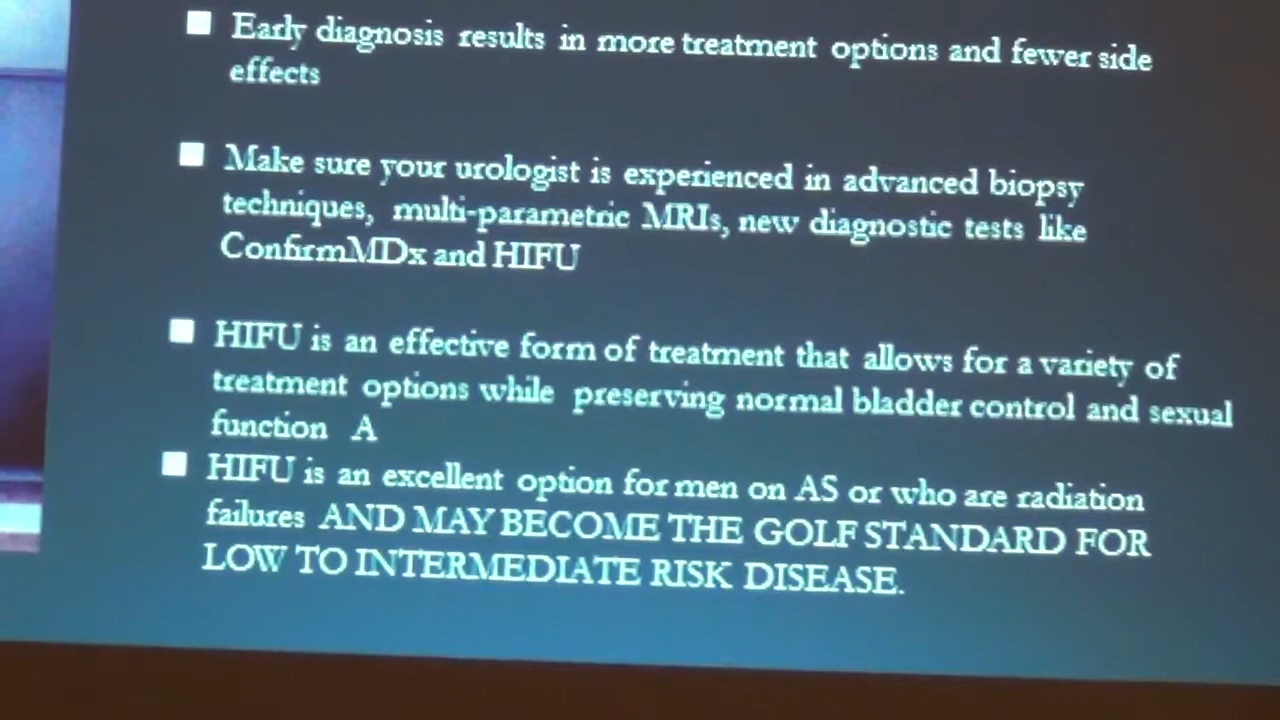 Early diagnosis results in more treatment options and fewer side
effects
Make sure your urologist is experienced in advanced biopsy
techniques, multi-parametric MRIs, new diagnostic tests like
ConfirmMDx and HIFU
HIFU is an effective form of treatment that allows for a variety of
treatment options while preserving normal bladder control and sexual
function A
HIFU is an excellent option for men on AS or who are radiation
failures AND MAY BECOME THE GOLF STANDARD FOR
LOW TO INTERMEDIATE RISK DISEASE.